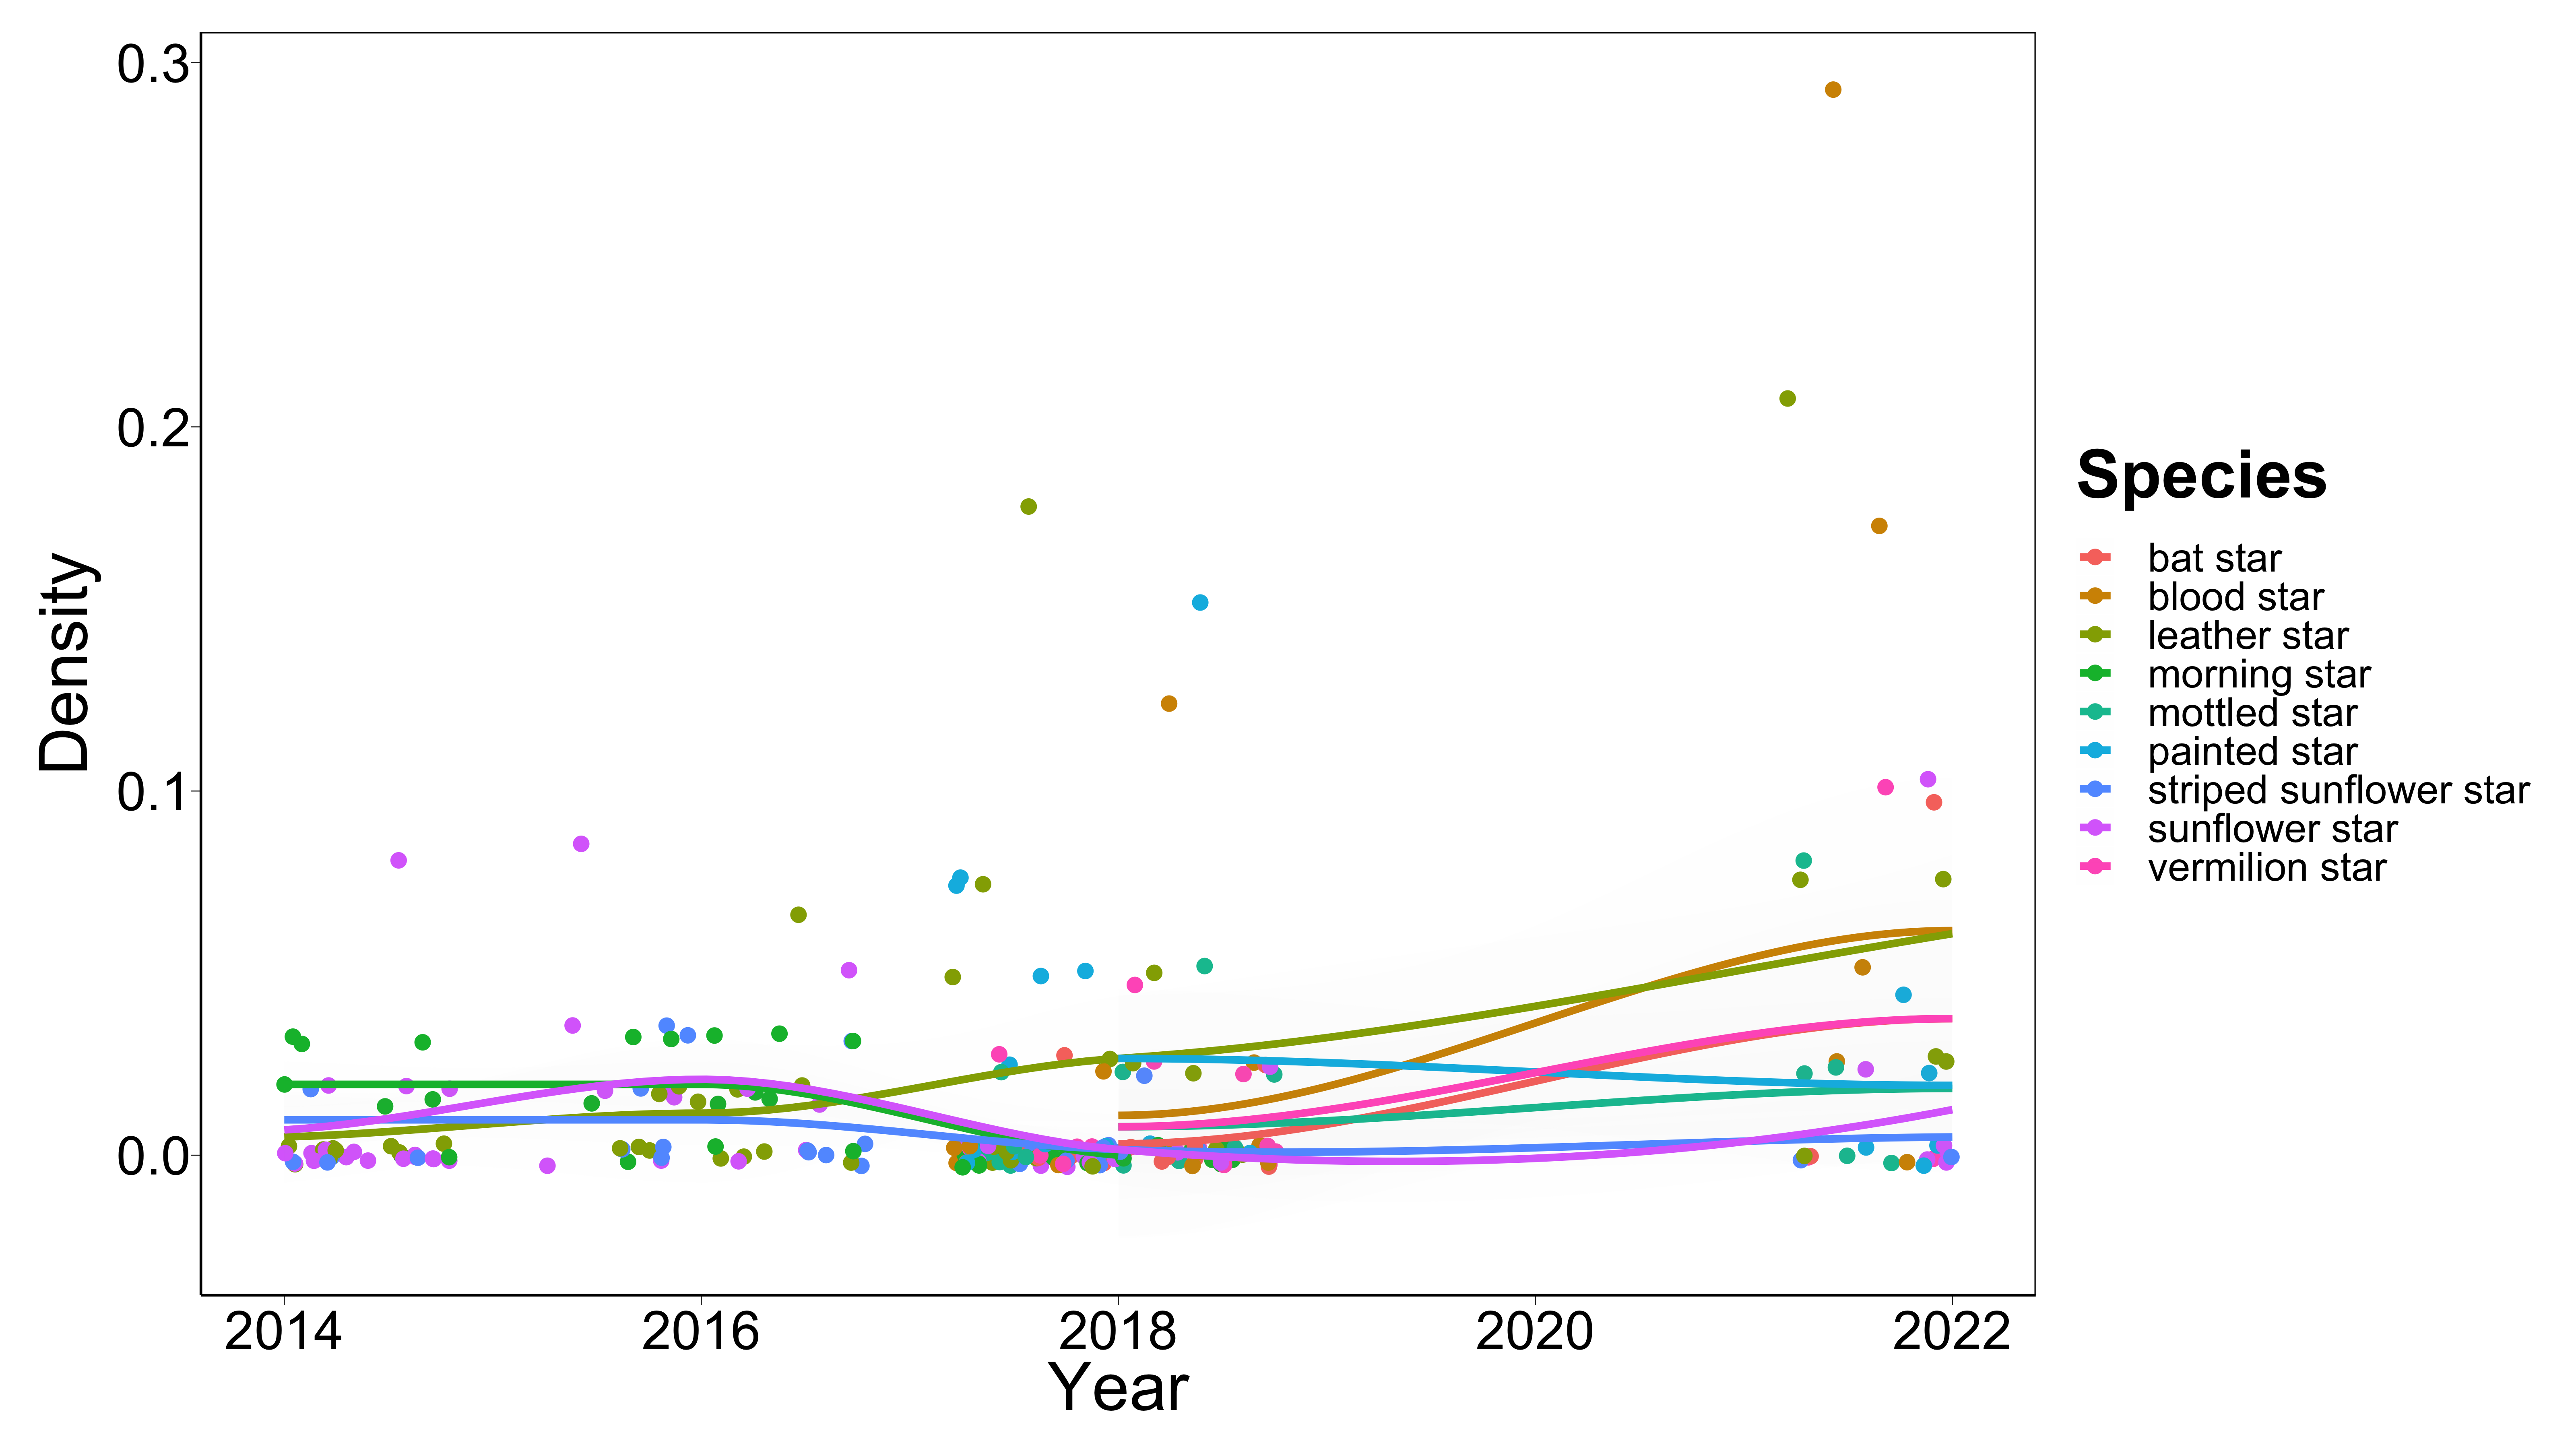 0.3
0.2
0.1
0.0
Density
2014 2016 2018 2020 2022
Year
Species
bat star
blood star
leather star
morning star
mottled star
painted star
striped sunflower star
sunflower star
vermilion star